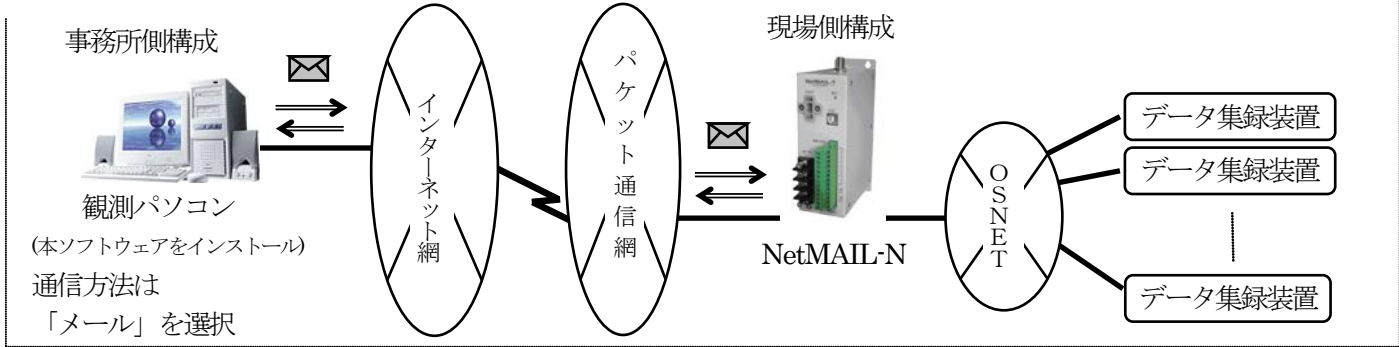 事務所側構成
観測パソコン
(本ソフトウェアをインストール)
通信方法は
「メール」を選択
インターネット網
パケット通信網
現場側構成
NetMAIL-N
NetMAIL-N
OSNET
データ集録装置
データ集録装置
データ集録装置